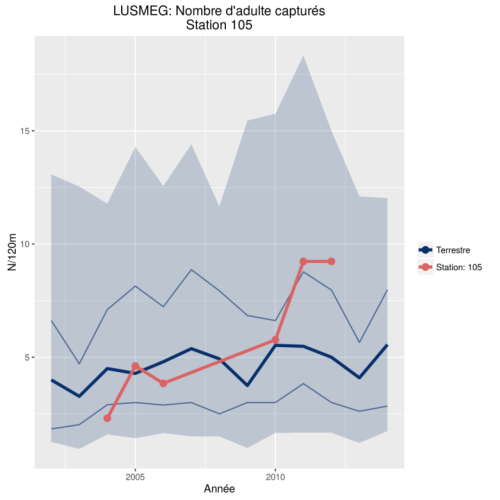 LUSMEG: Nombre d'adulte capturés
Station 105
15
10
5
N/120m
2005
2010
Année
Terrestre
Station: 105